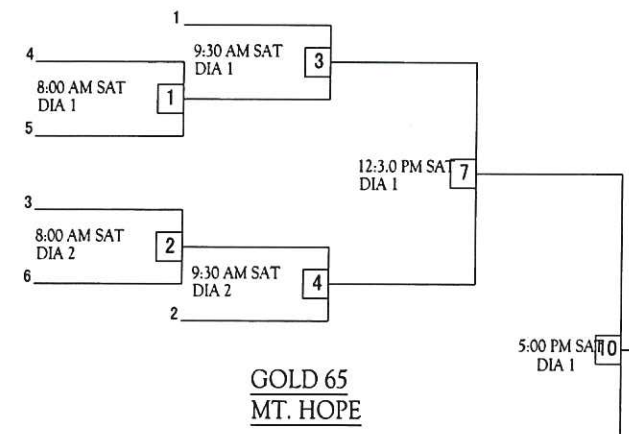 1
4
9:30 AM SAT
DIA 1
3
8:00 AM SAT
DIA 1
1
5
12:3.0 PM SAT
DIA 1
7
3
8:00 AM SAT
DIA 2
2
6
9:30 AM SAT
DIA 2
4
2
5:00 PM SAT
DIA 1
10
GOLD 65
MT. HOPE